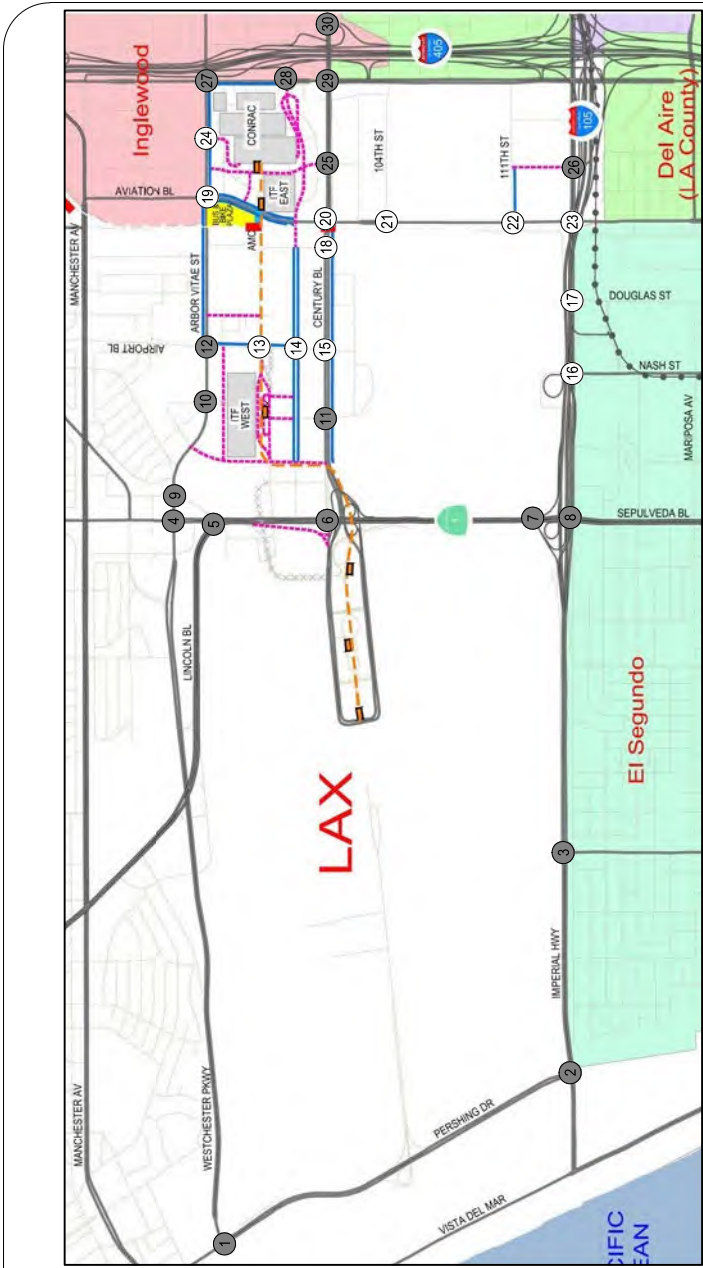 30
405
27
28
29
Inglewood
24
CONRAC
25
104TH ST
111TH ST
105
26
Del Aire
(LA County)
AVIATION BL
19
BUS &
BIKE
PLAZA
ITF
EAST
AMC
20
18
21
22
23
MANCHESTER AV
ARBOR VITAE ST
CENTURY BL
17
DOUGLAS ST
AIRPORT BL
12
13
14
15
16
NASH ST
MARIPOSA AV
10
ITF
WEST
11
9
4
5
6
1
7
8
SEPULVEDA BL
LINCOLN BL
LAX
El Segundo
3
IMPERIAL HWY
MANCHESTER AV
WESTCHESTER PKWY
PERSHING DR
2
1
VISTA DEL MAR
CIFIC
EAN